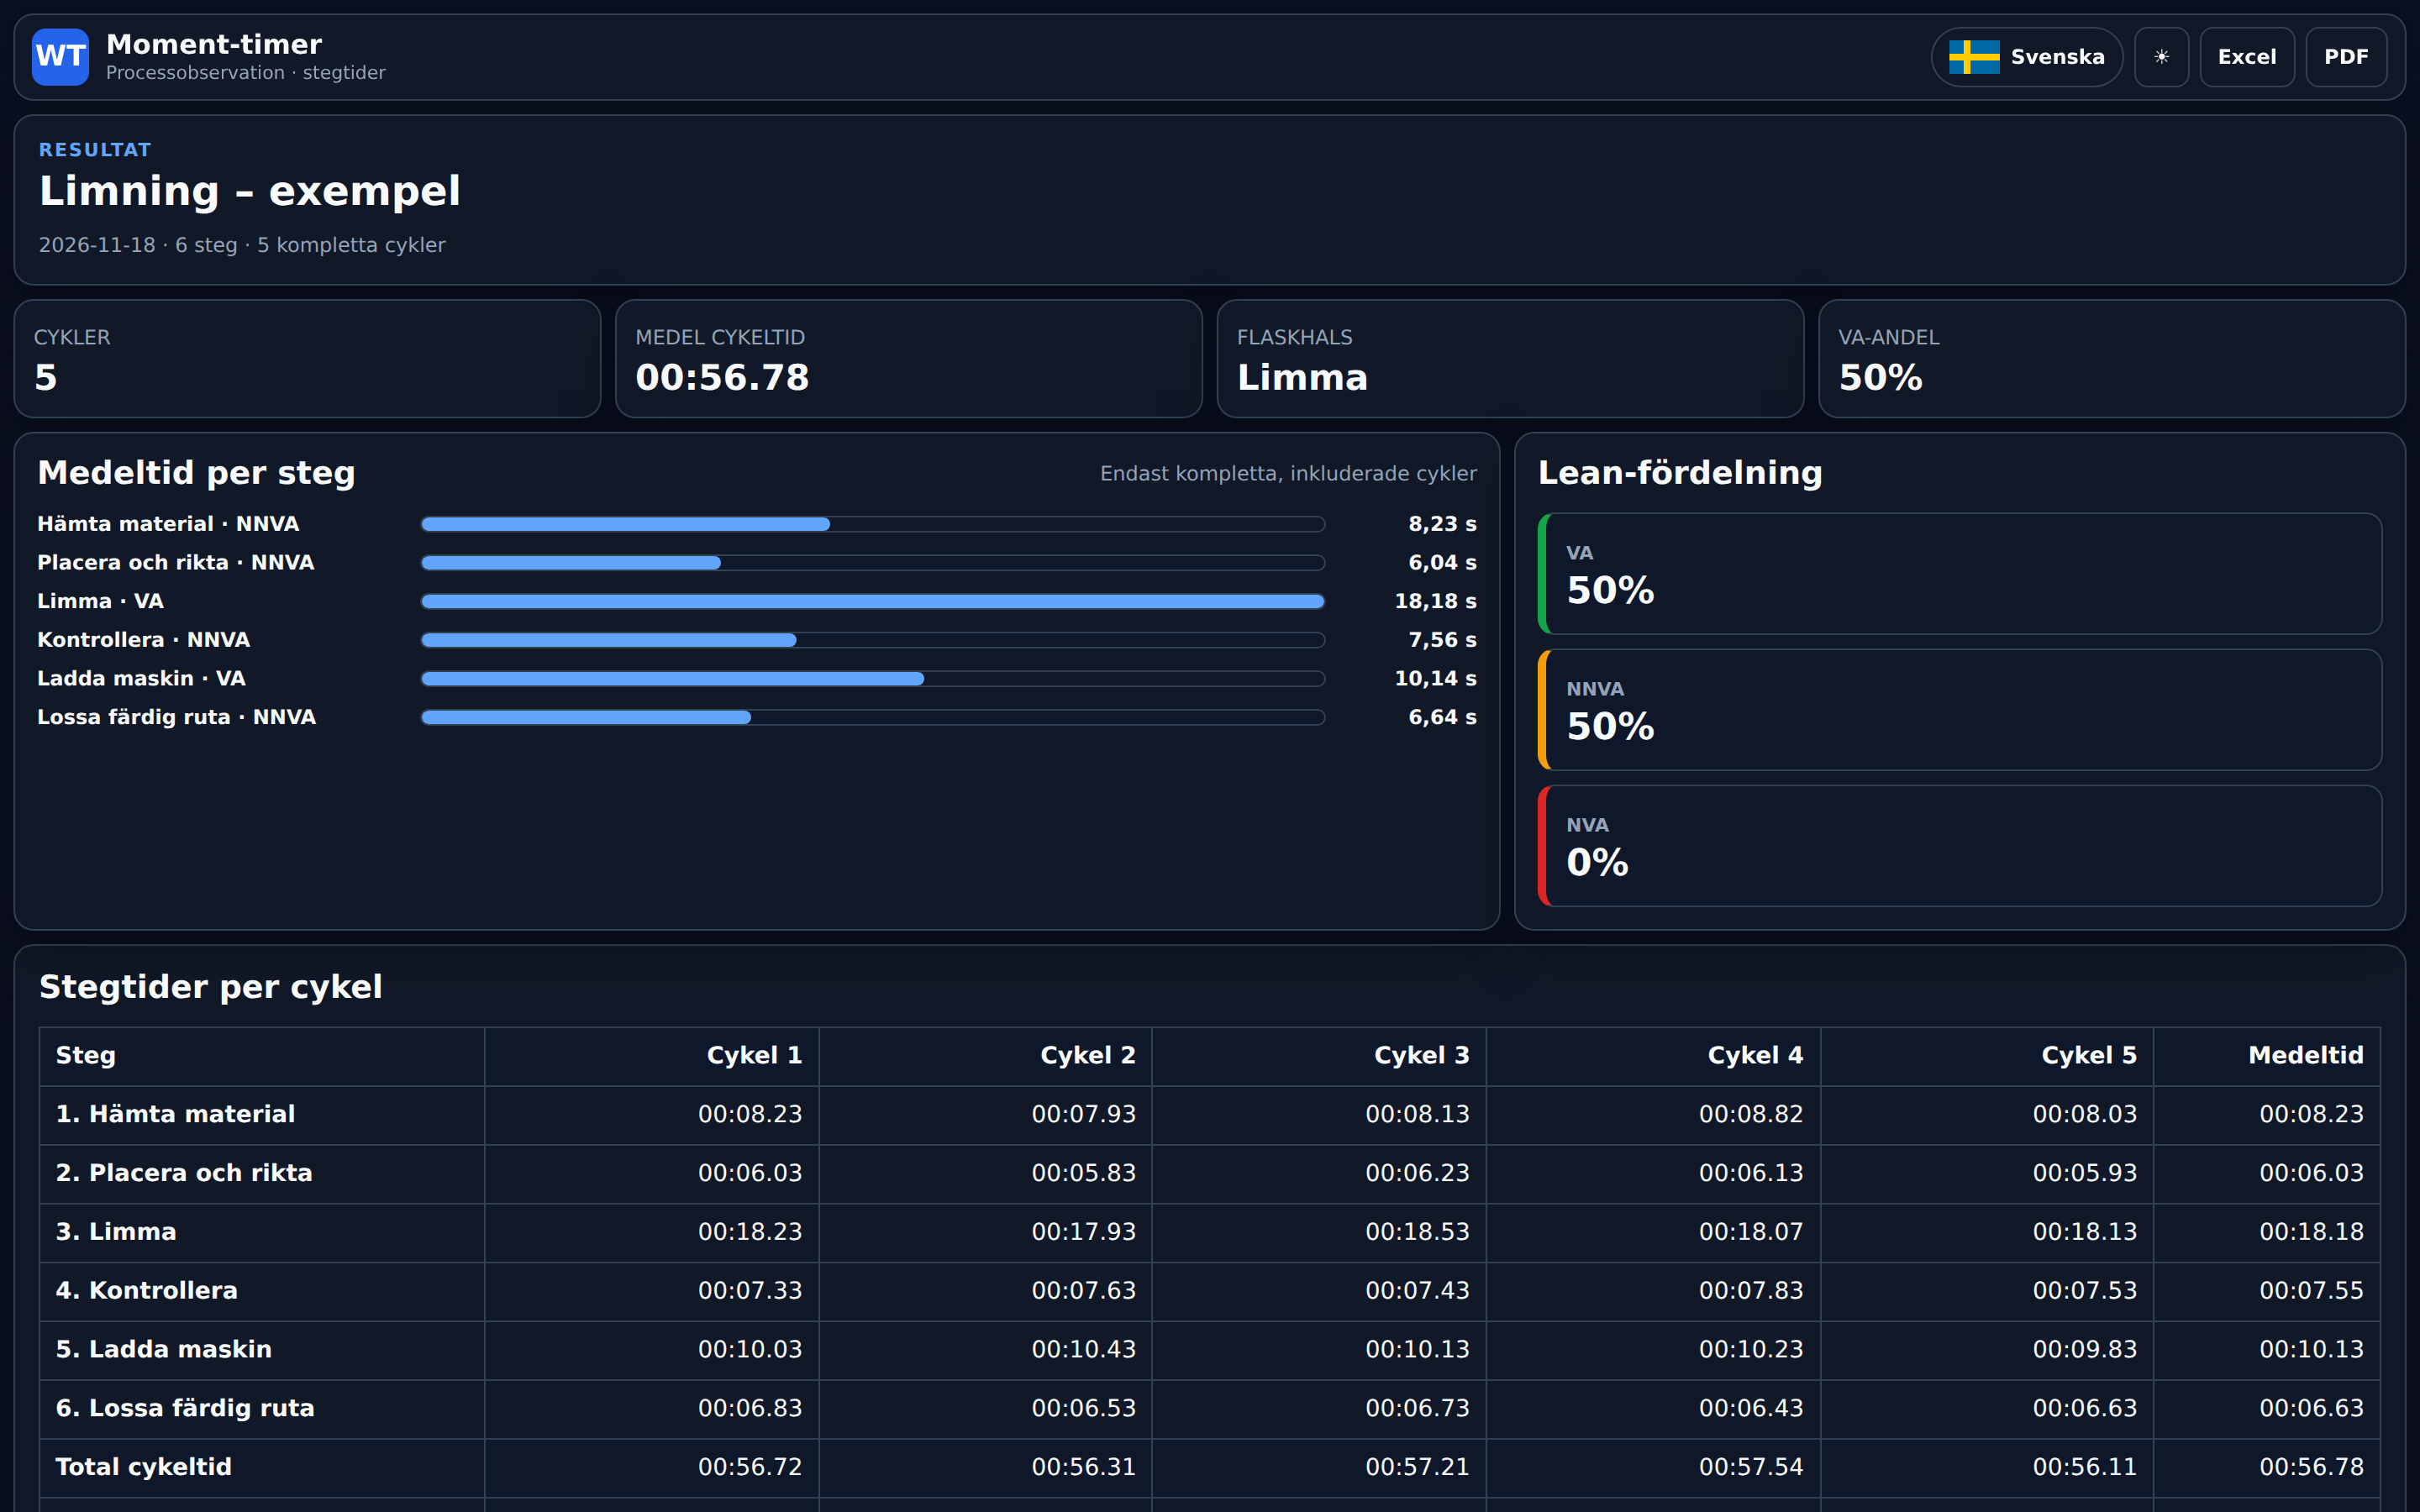 WT
Moment-timer
Processobservation · stegtider
Svenska
☀
Excel
PDF
RESULTAT
Limning – exempel
2026-11-18 · 6 steg · 5 kompletta cykler
CYKLER
5
MEDEL CYKELTID
00:56.78
FLASKHALS
Limma
VA-ANDEL
50%
Medeltid per steg
Endast kompletta, inkluderade cykler
Hämta material · NNVA 8,23 s
Placera och rikta · NNVA 6,04 s
Limma · VA 18,18 s
Kontrollera · NNVA 7,56 s
Ladda maskin · VA 10,14 s
Lossa färdig ruta · NNVA 6,64 s
Lean-fördelning
VA
50%
NNVA
50%
NVA
0%
Stegtider per cykel
Steg Cykel 1 Cykel 2 Cykel 3 Cykel 4 Cykel 5 Medeltid
1. Hämta material 00:08.23 00:07.93 00:08.13 00:08.82 00:08.03 00:08.23
2. Placera och rikta 00:06.03 00:05.83 00:06.23 00:06.13 00:05.93 00:06.03
3. Limma 00:18.23 00:17.93 00:18.53 00:18.07 00:18.13 00:18.18
4. Kontrollera 00:07.33 00:07.63 00:07.43 00:07.83 00:07.53 00:07.55
5. Ladda maskin 00:10.03 00:10.43 00:10.13 00:10.23 00:09.83 00:10.13
6. Lossa färdig ruta 00:06.83 00:06.53 00:06.73 00:06.43 00:06.63 00:06.63
Total cykeltid 00:56.72 00:56.31 00:57.21 00:57.54 00:56.11 00:56.78